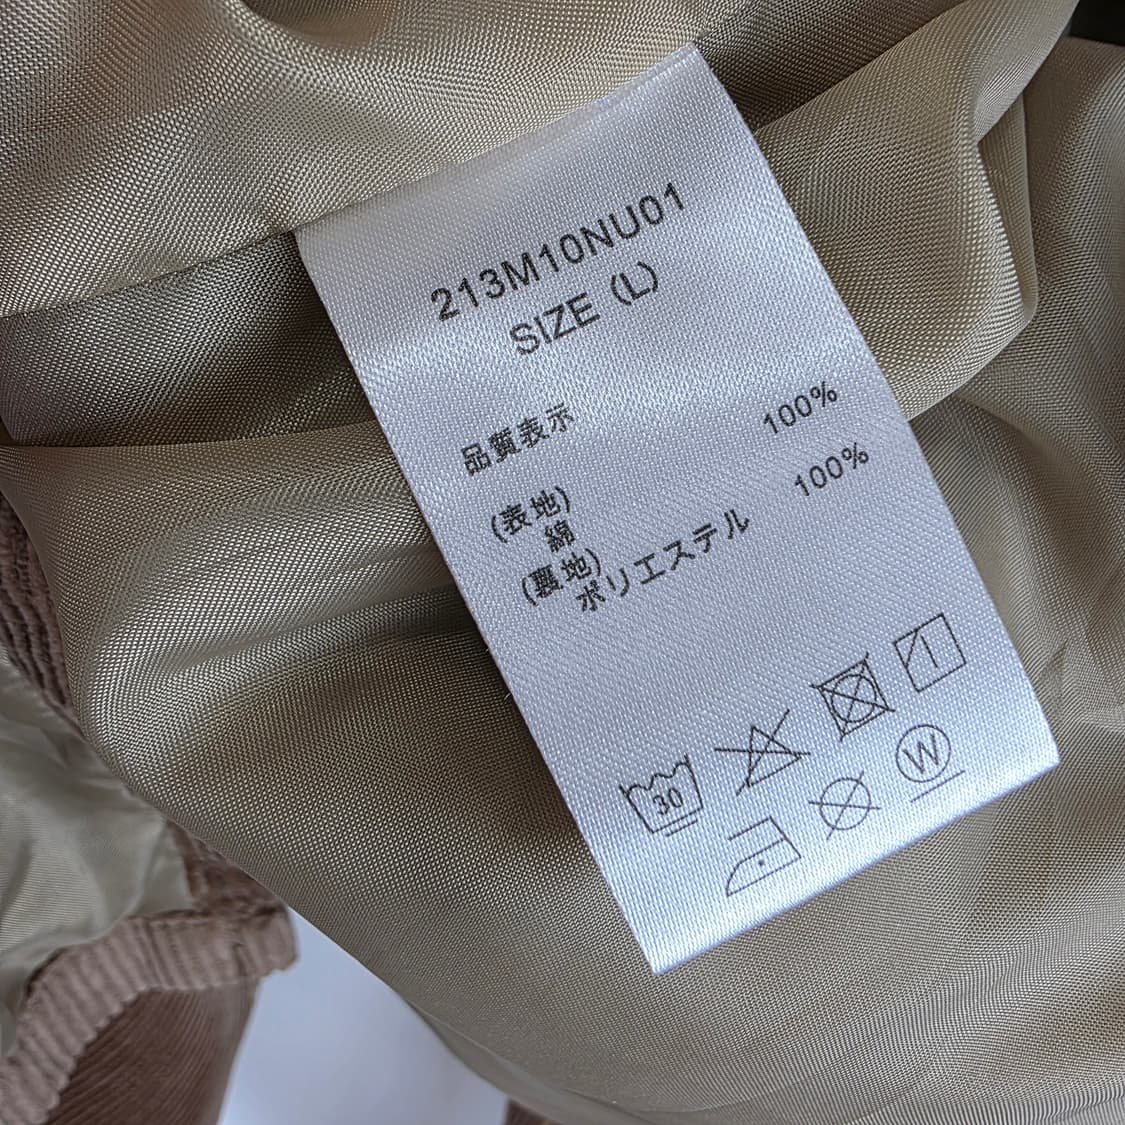 213M10NU01
SIZE (L)
品質表示
(表地)
綿 100%
(裏地)
ポリエステル 100%
30
W